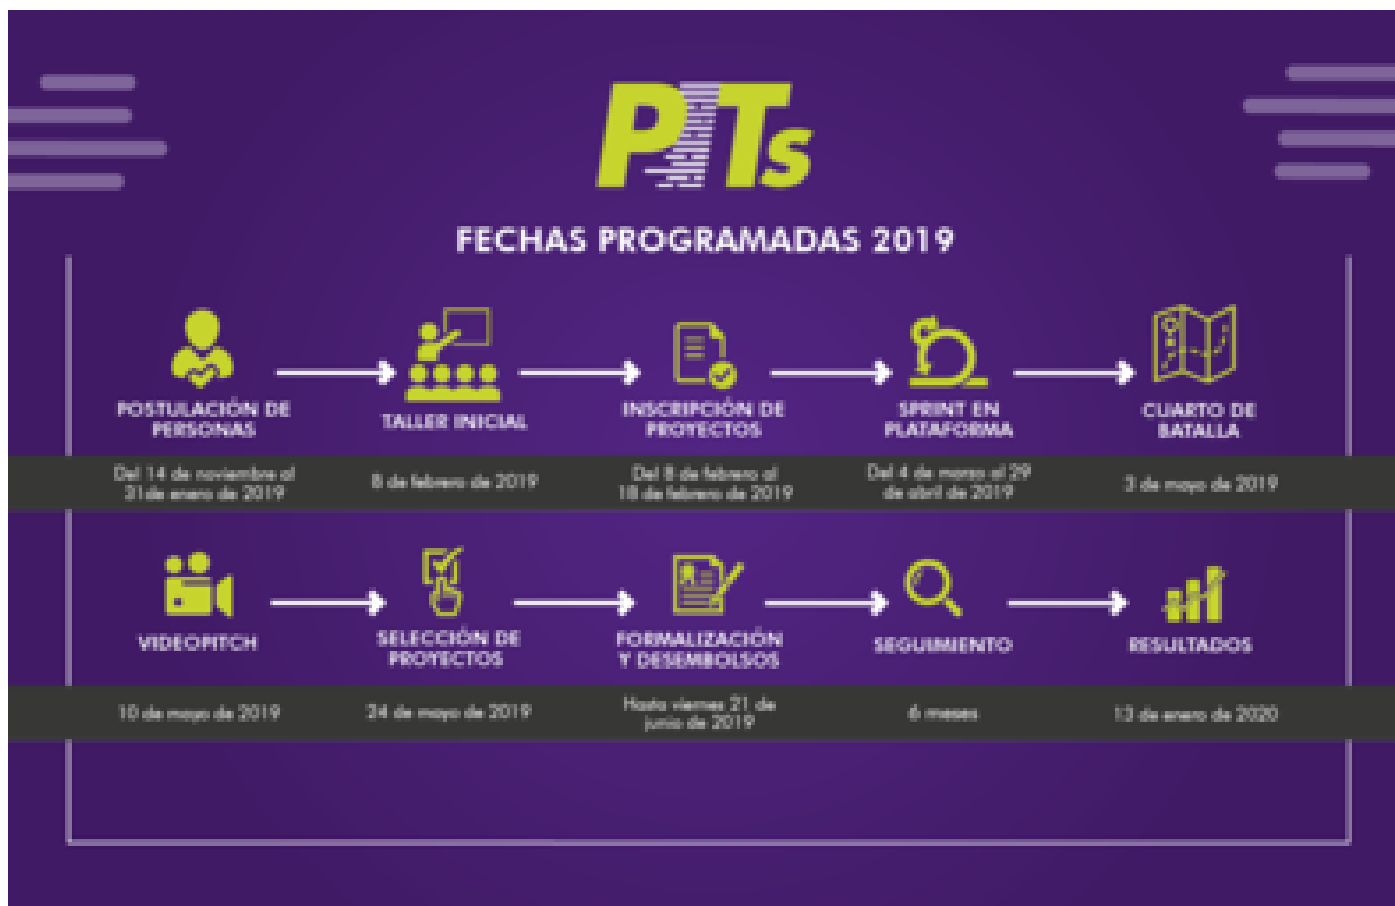 PITs
FECHAS PROGRAMADAS 2019
POSTULACIÓN DE
PERSONAS
TALLER INICIAL
INSCRIPCIÓN DE
PROYECTOS
SPRINT EN
PLATAFORMA
CUARTO DE
BATALLA
Del 14 de noviembre al
31de enero de 2019
8 de febrero de 2019
Del 8 de febrero al
18 de febrero de 2019
Del 4 de marzo al 29
de abril de 2019
3 de mayo de 2019
VIDEOPITCH
SELECCIÓN DE
PROYECTOS
FORMALIZACIÓN
Y DESEMBOLSOS
SEGUIMIENTO
RESULTADOS
10 de mayo de 2019
24 de mayo de 2019
Hasta viernes 21 de
junio de 2019
6 meses
13 de enero de 2020